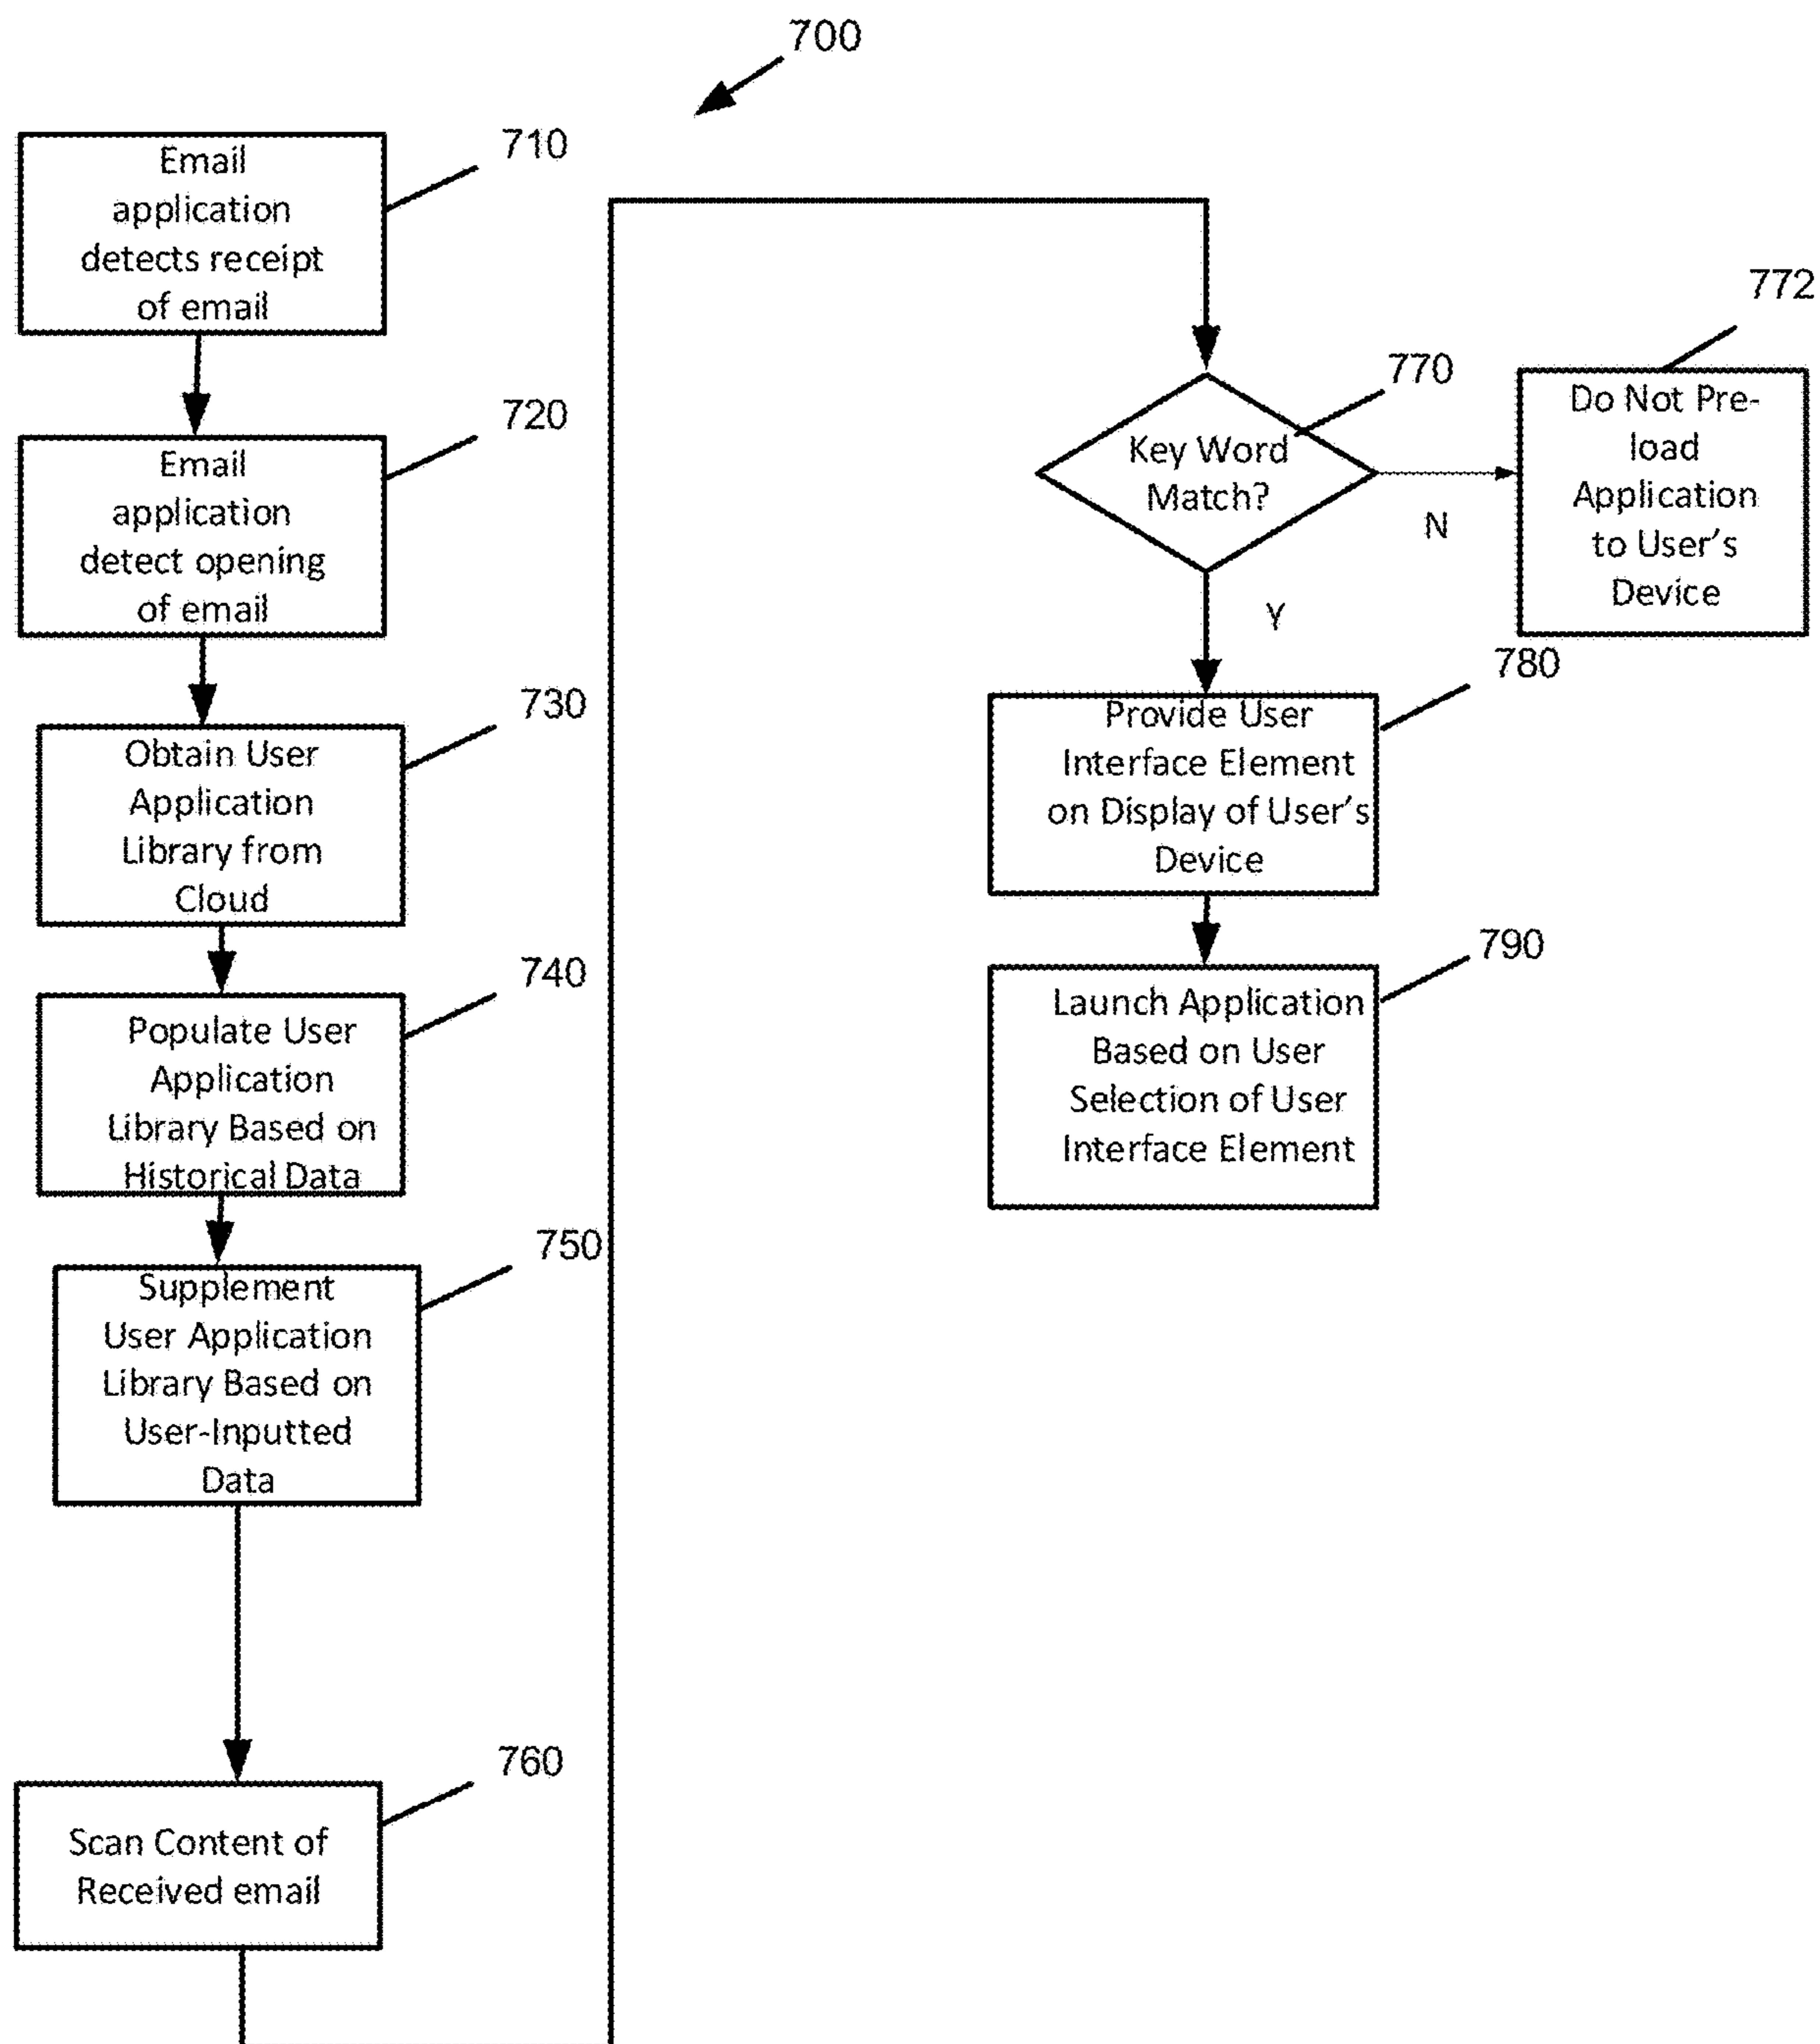 700
710
Email
application
detects receipt
of email
720
Email
application
detect opening
of email
730
Obtain User
Application
Library from
Cloud
740
Populate User
Application
Library Based on
Historical Data
750
Supplement
User Application
Library Based on
User-Inputted
Data
760
Scan Content of
Received email
770
Key Word
Match?
N
Y
772
Do Not Pre-
load
Application
to User’s
Device
780
Provide User
Interface Element
on Display of User’s
Device
790
Launch Application
Based on User
Selection of User
Interface Element